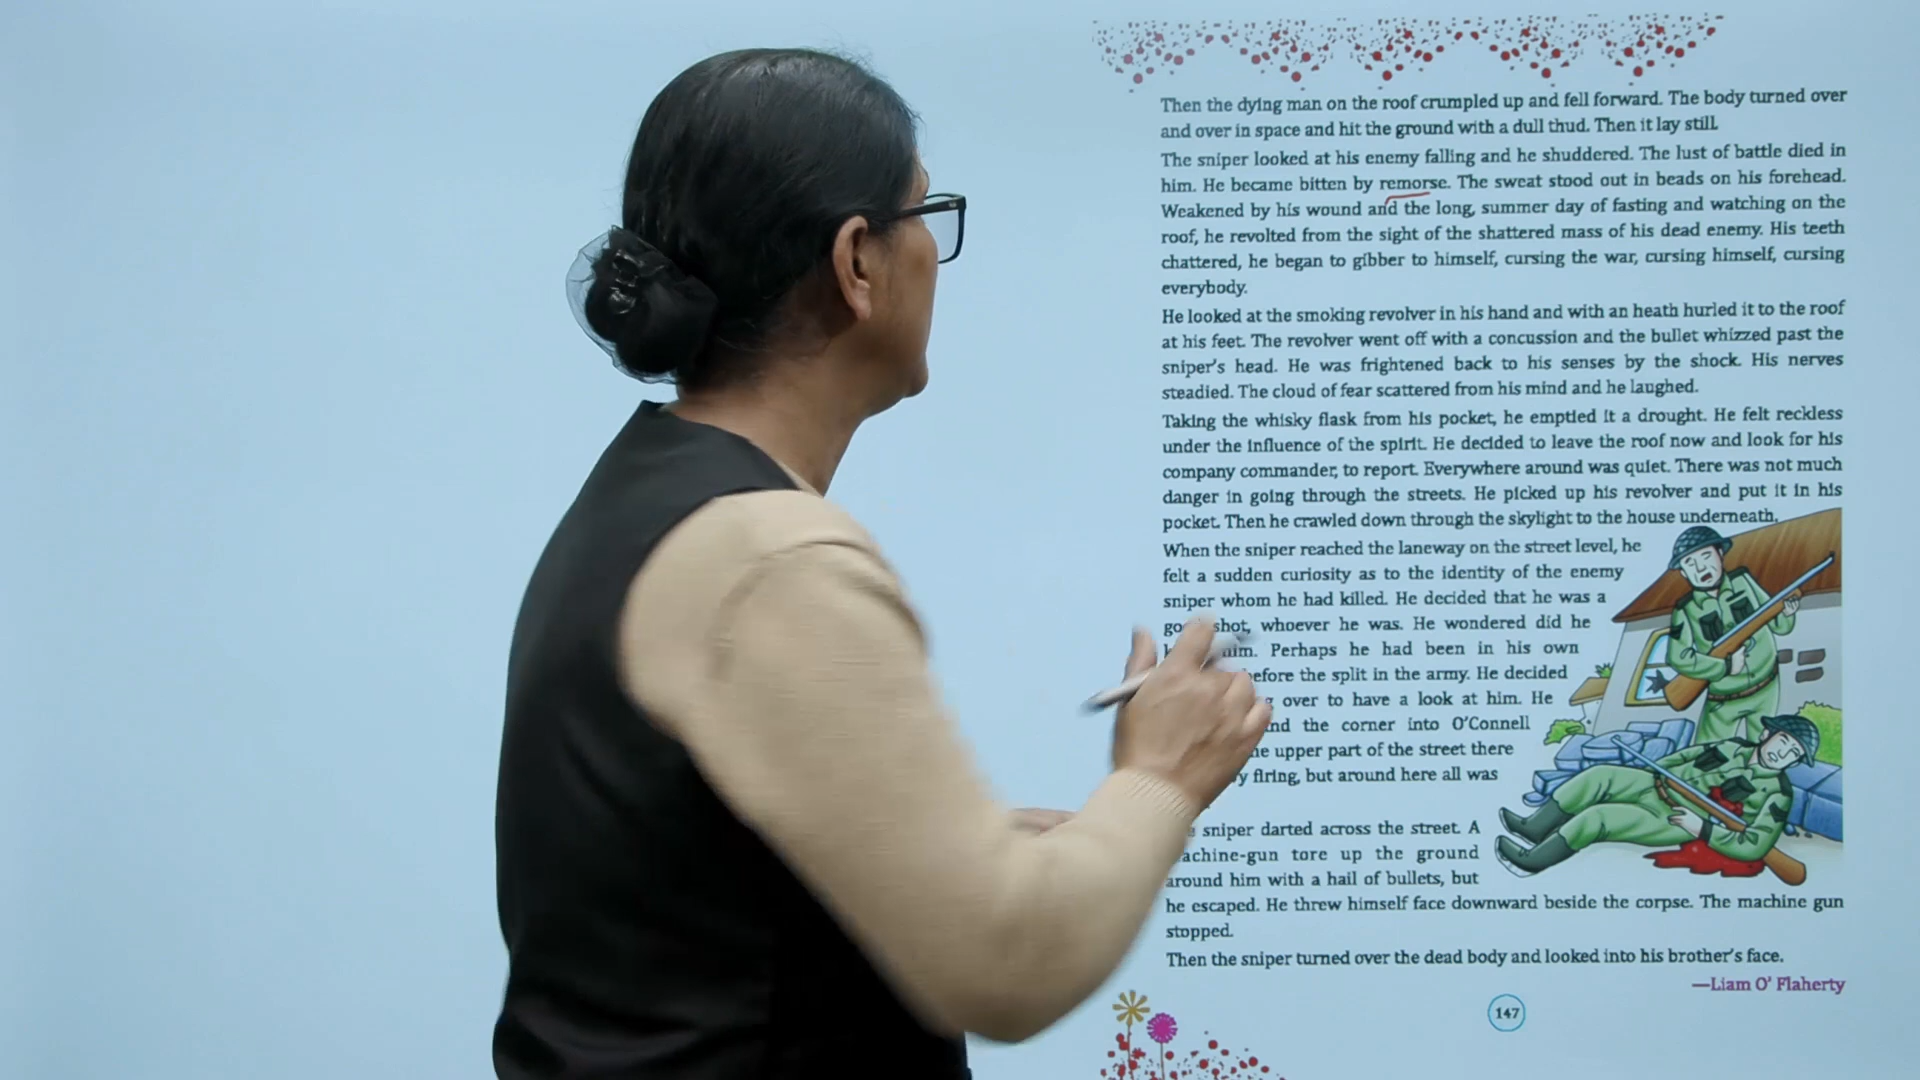 Then the dying man on the roof crumpled up and fell forward. The body turned over
and over in space and hit the ground with a dull thud. Then it lay still.
The sniper looked at his enemy falling and he shuddered. The lust of battle died in
him. He became bitten by remorse. The sweat stood out in beads on his forehead.
Weakened by his wound and the long, summer day of fasting and watching on the
roof, he revolted from the sight of the shattered mass of his dead enemy. His teeth
chattered, he began to gibber to himself, cursing the war, cursing himself, cursing
everybody.
He looked at the smoking revolver in his hand and with an heath hurled it to the roof
at his feet. The revolver went off with a concussion and the bullet whizzed past the
sniper's head. He was frightened back to his senses by the shock. His nerves
steadied. The cloud of fear scattered from his mind and he laughed.
Taking the whisky flask from his pocket, he emptied it a drought. He felt reckless
under the influence of the spirit. He decided to leave the roof now and look for his
company commander, to report. Everywhere around was quiet. There was not much
danger in going through the streets. He picked up his revolver and put it in his
pocket. Then he crawled down through the skylight to the house underneath.
When the sniper reached the laneway on the street level, he
felt a sudden curiosity as to the identity of the enemy
sniper whom he had killed. He decided that he was a
shot, whoever he was. He wondered did he
him. Perhaps he had been in his own
before the split in the army. He decided
over to have a look at him. He
the corner into O'Connell
upper part of the street there
firing, but around here all was
sniper darted across the street. A
machine-gun tore up the ground
around him with a hail of bullets, but
he escaped. He threw himself face downward beside the corpse. The machine gun
stopped.
Then the sniper turned over the dead body and looked into his brother's face.
—Liam O' Flaherty
147